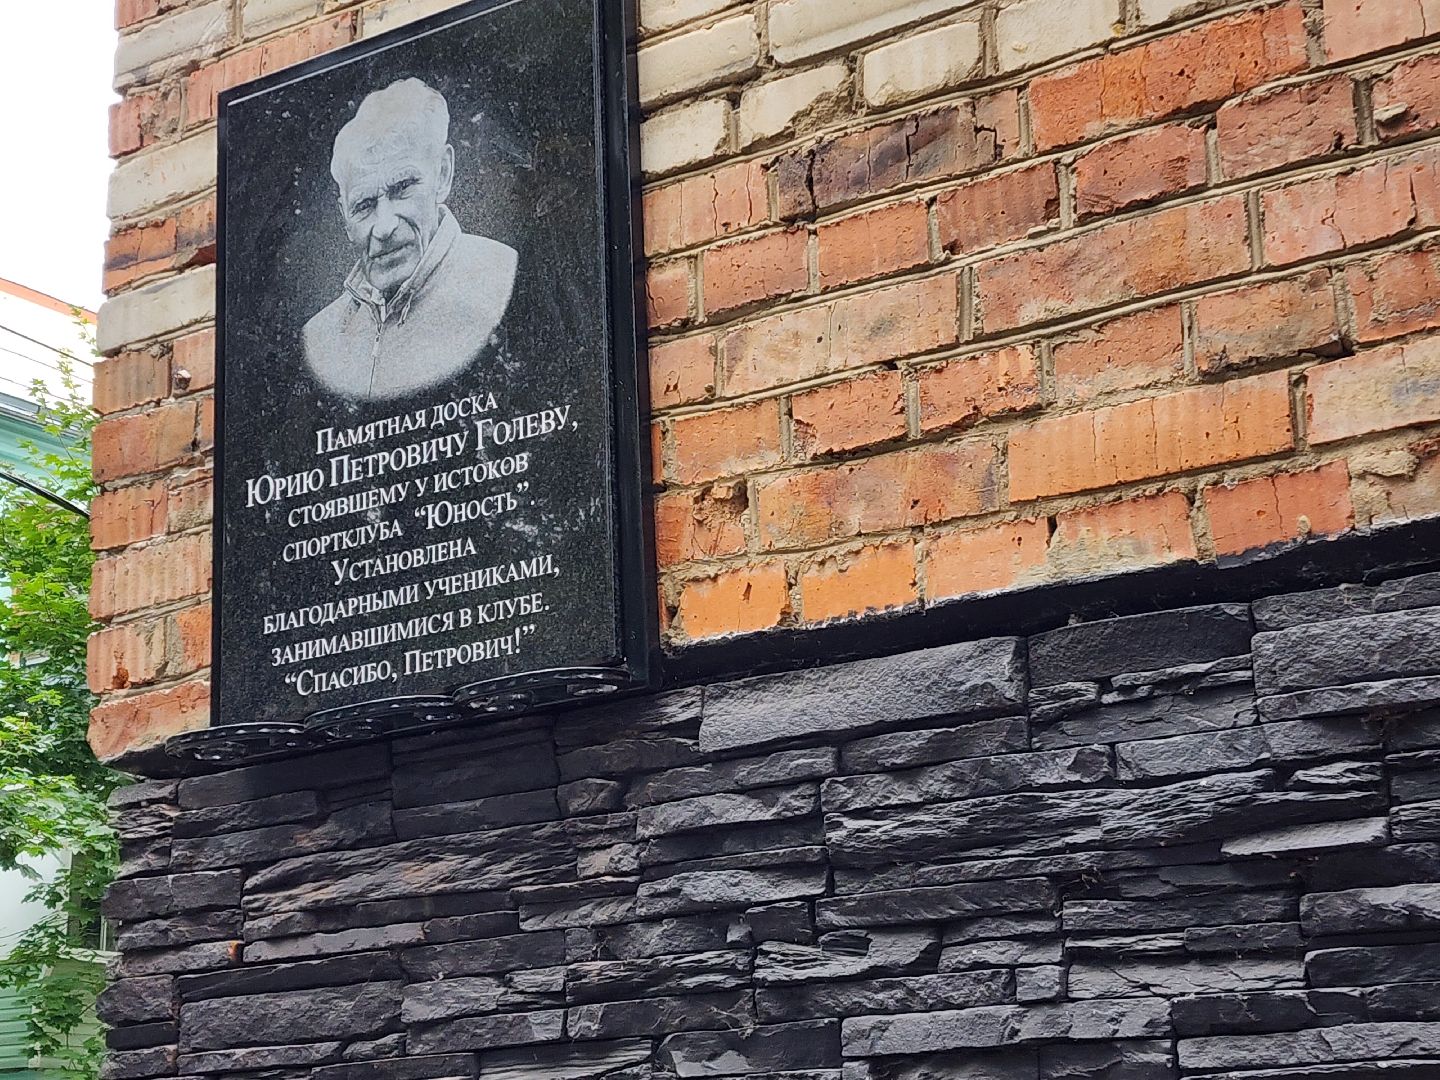 Памятная доска
Юрию Петровичу Голеву,
стоявшему у истоков
спортклуба “Юность”.
Установлена
благодарными учениками,
занимавшимися в клубе.
“Спасибо, Петрович!”